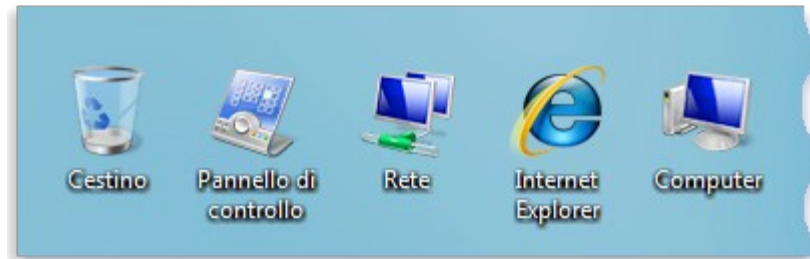 Cestino
Pannello di
controllo
Rete
Internet
Explorer
Computer